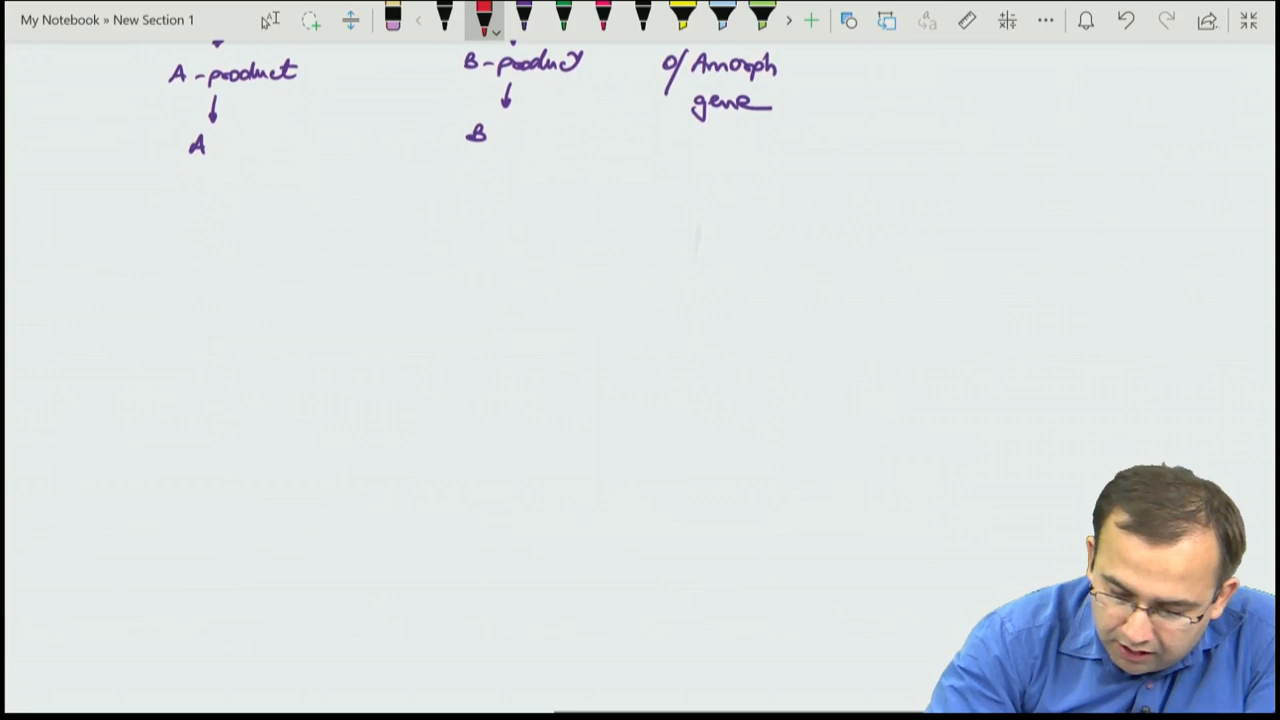 My Notebook » New Section 1
A - product
B - product
o/ Amorph
gene
A
B